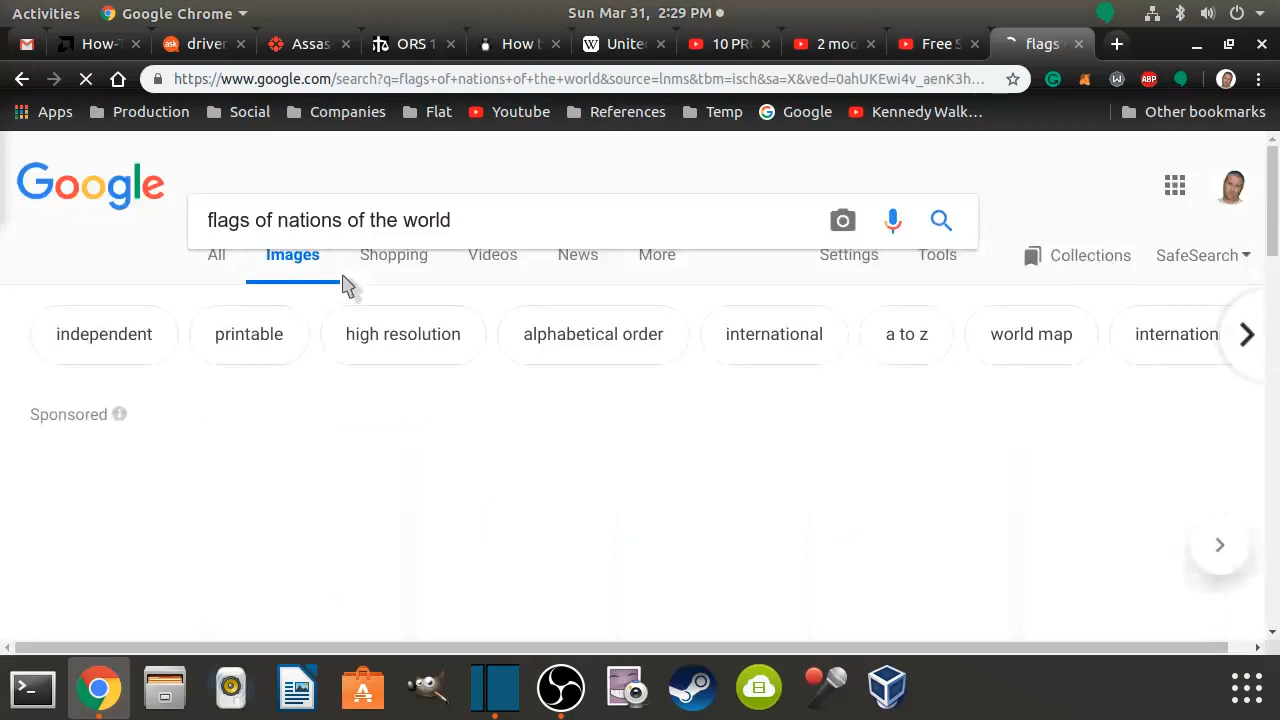 Activities Google Chrome Sun Mar 31, 2:29 PM
How-T driver Assas ORS 1 How b Unite 10 PR 2 moo Free S flags
https://www.google.com/search?q=flags+of+nations+of+the+world&source=lnms&tbm=isch&sa=X&ved=0ahUKEwi4v_aenK3h...
Apps Production Social Companies Flat Youtube References Temp Google Kennedy Walk... Other bookmarks
Google
flags of nations of the world
All Images Shopping Videos News More Settings Tools Collections SafeSearch
independent printable high resolution alphabetical order international a to z world map internation
Sponsored